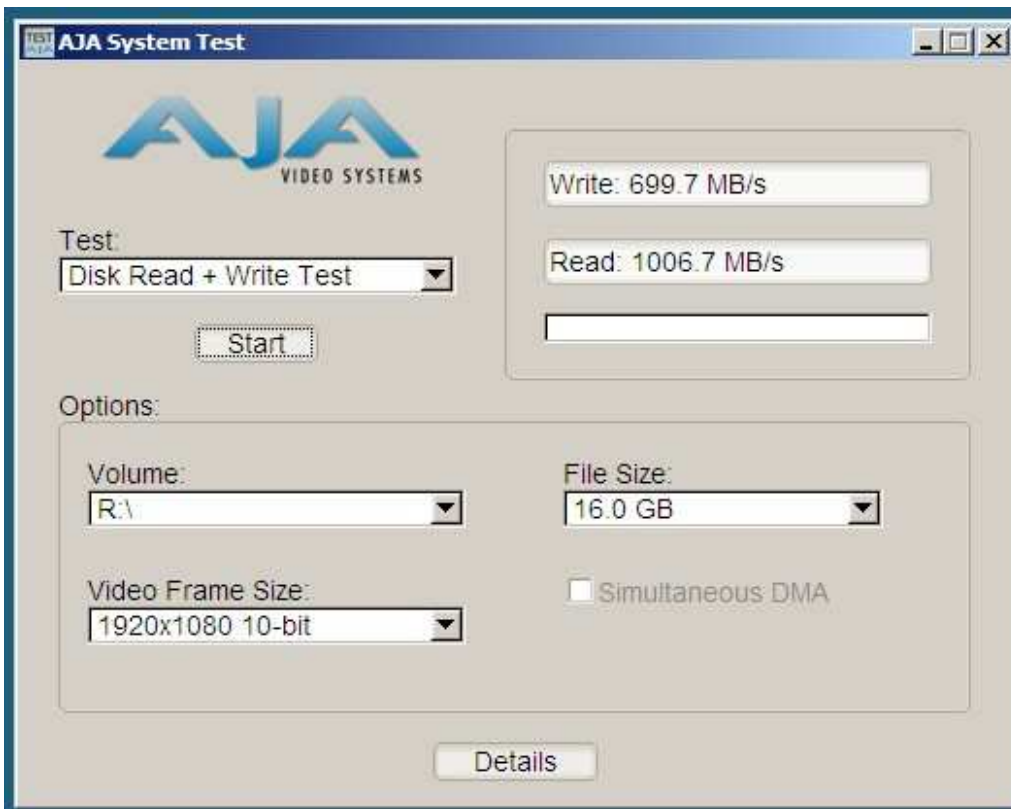 TEST
AJA
AJA System Test
AJA
VIDEO SYSTEMS
Write: 699.7 MB/s
Test:
Read: 1006.7 MB/s
Disk Read + Write Test
Start
Options:
Volume:
File Size:
R:\
16.0 GB
Video Frame Size:
Simultaneous DMA
1920x1080 10-bit
Details